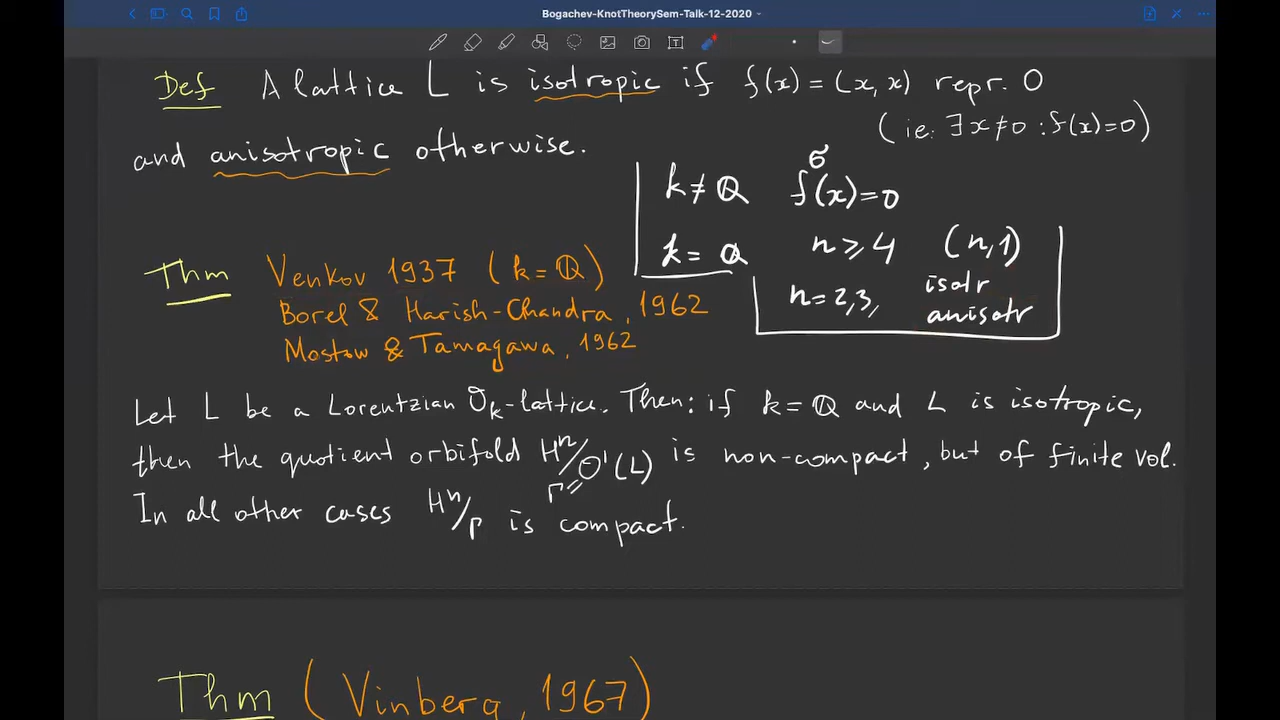 Bogachev-KnotTheorySem-Talk-12-2020
Def A lattice L is isotropic if f(x) = (x, x) repr. 0
(ie. ∃x≠0 : f(x)=0)
and anisotropic otherwise.
k ≠ ℚ f^σ(x) = 0
k = ℚ n ⩾ 4 (n,1)
n = 2,3, isotr
anisotr
Thm Venkov 1937 (k = ℚ)
Borel & Harish-Chandra, 1962
Mostow & Tamagawa, 1962
Let L be a Lorentzian O_k-lattice. Then: if k = ℚ and L is isotropic,
then the quotient orbifold Hⁿ/O'(L) is non-compact, but of finite vol.
Γ =
In all other cases Hⁿ/Γ is compact.
Thm (Vinberg, 1967)